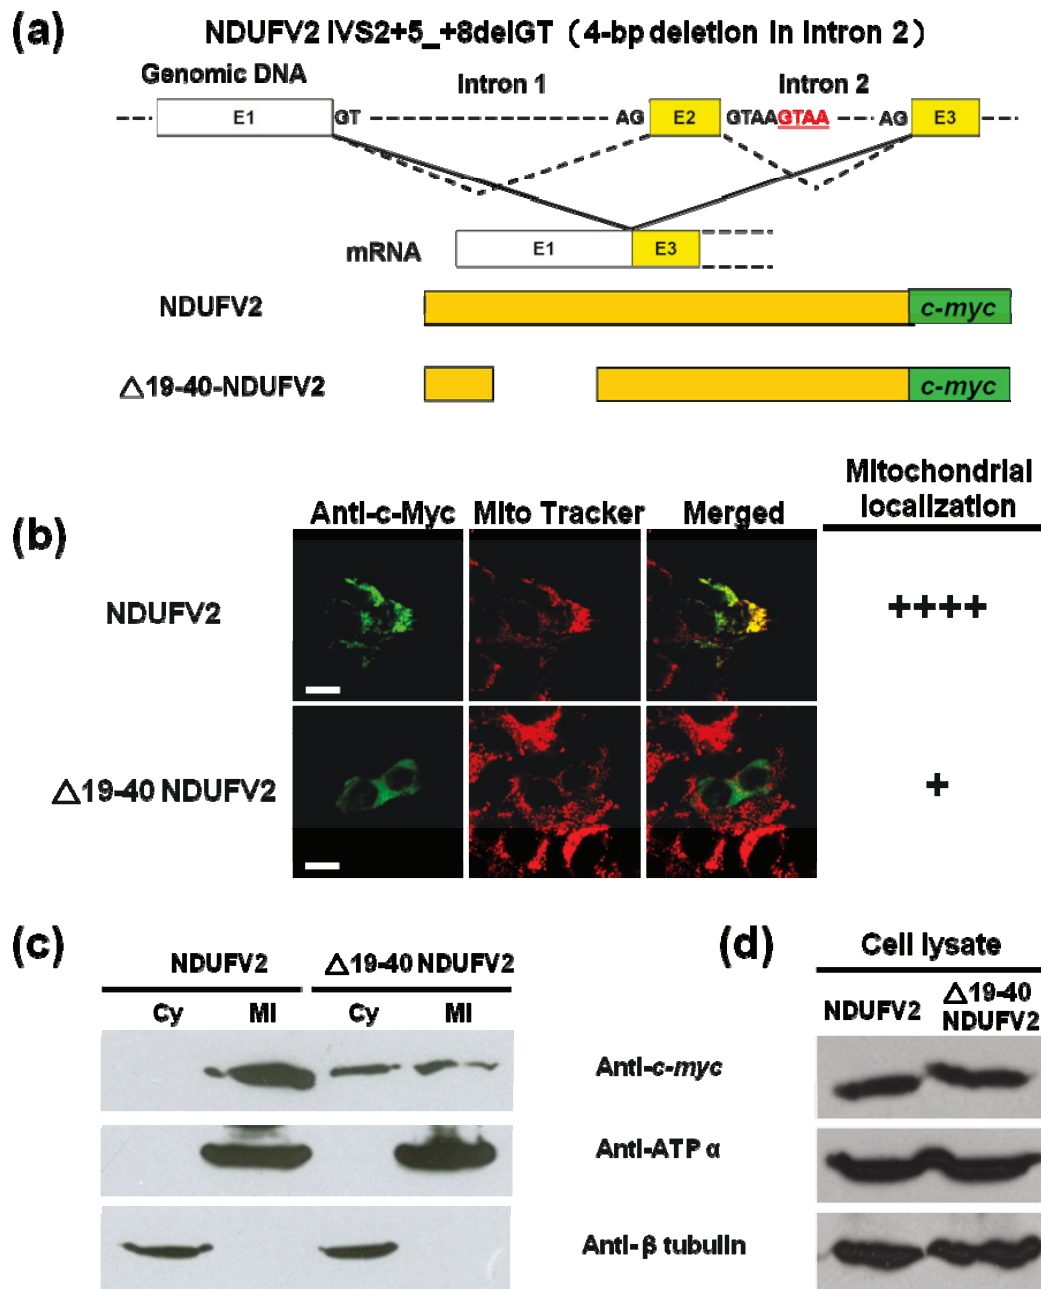 (a)
NDUFV2 IVS2+5_+8delGT (4-bp deletion in intron 2)
Genomic DNA
Intron 1
Intron 2
E1 GT AG E2 GTAAGTAA AG E3
mRNA E1 E3
NDUFV2 c-myc
△19-40-NDUFV2 c-myc
(b)
Anti-c-Myc Mito Tracker Merged
Mitochondrial
localization
NDUFV2 ++++
△19-40 NDUFV2 +
(c)
NDUFV2 △19-40 NDUFV2
Cy MI Cy MI
(d)
Cell lysate
NDUFV2 △19-40
NDUFV2
Anti-c-myc
Anti-ATP α
Anti-β tubulin